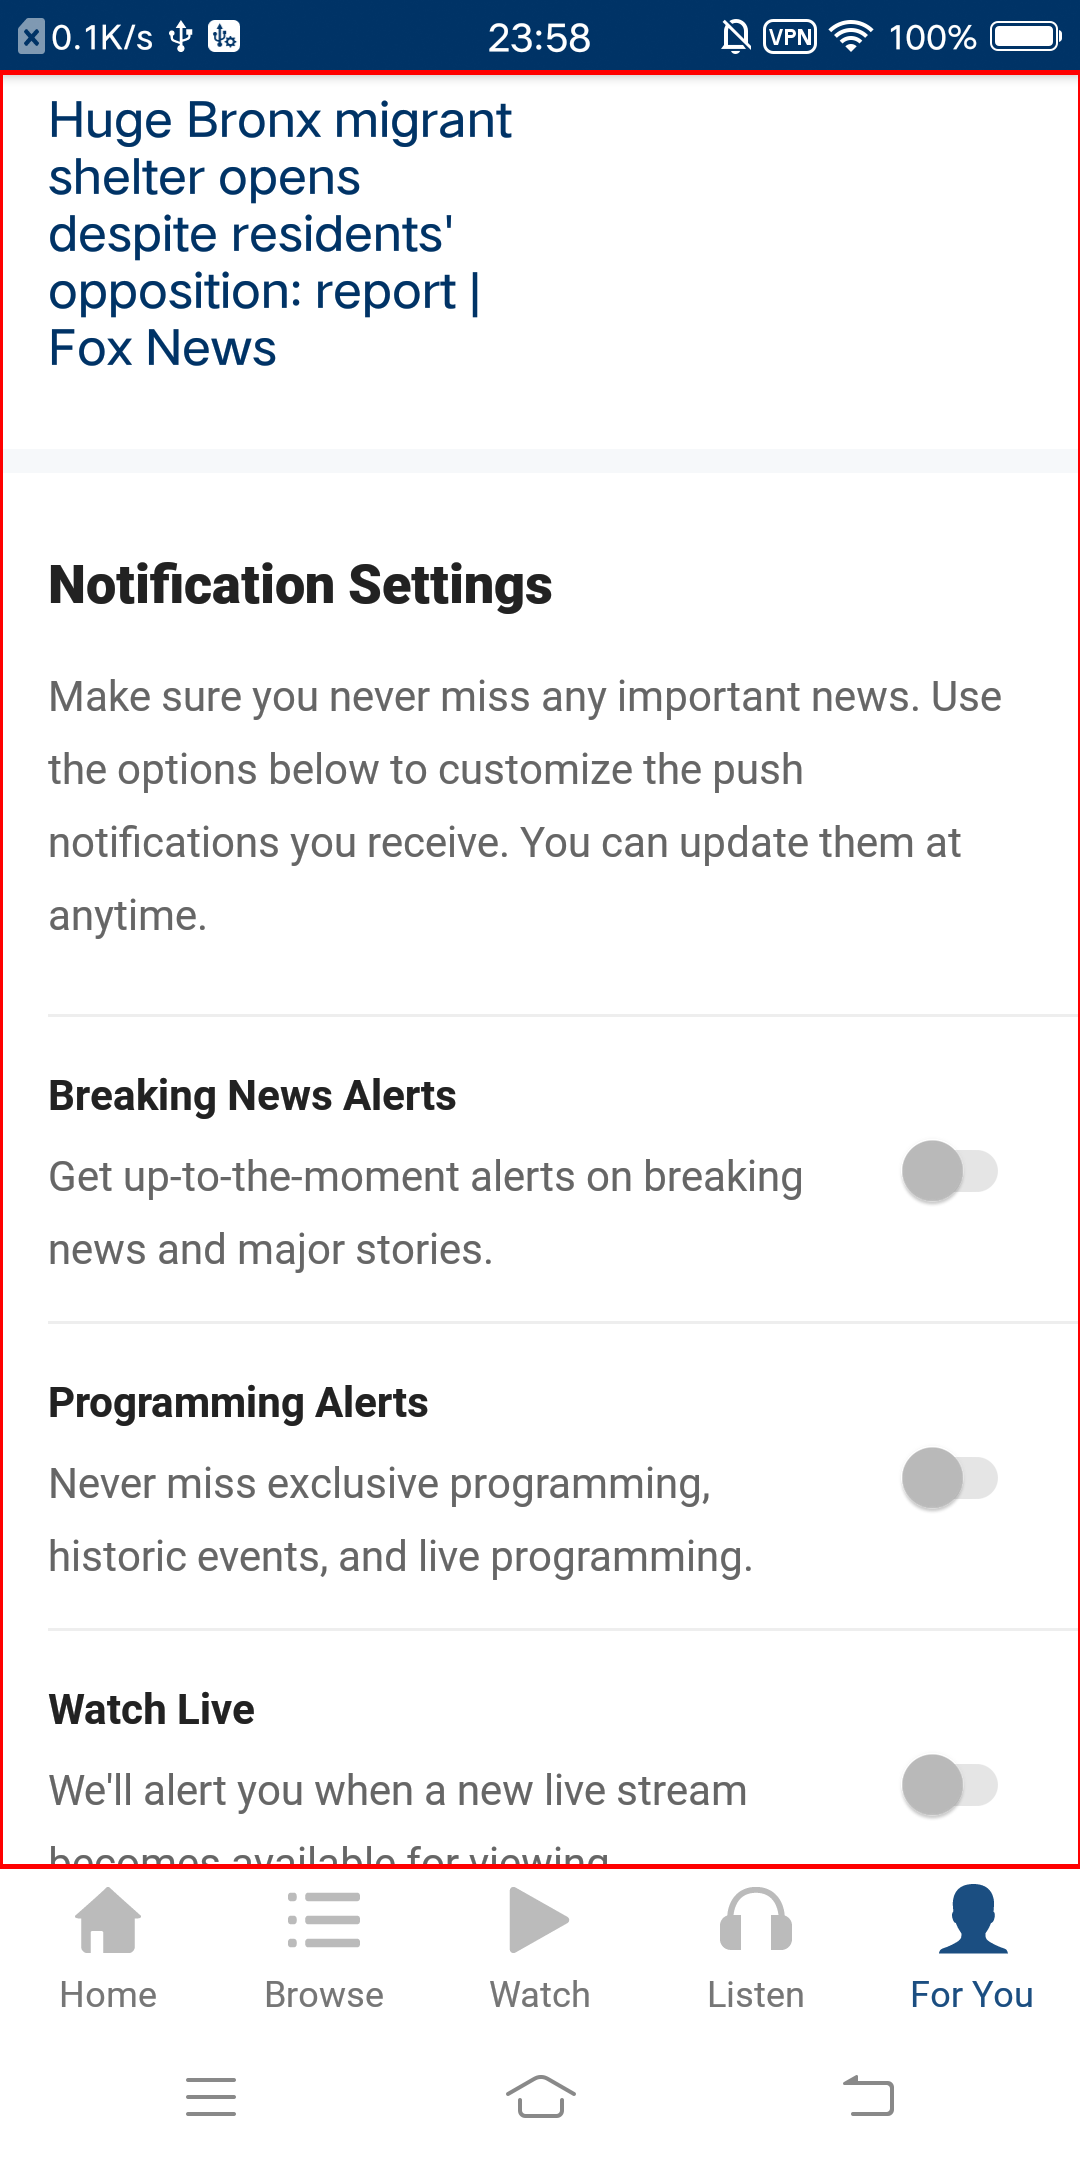 0.1K/s 23:58 VPN 100%
Huge Bronx migrant
shelter opens
despite residents'
opposition: report |
Fox News
Notification Settings
Make sure you never miss any important news. Use
the options below to customize the push
notifications you receive. You can update them at
anytime.
Breaking News Alerts
Get up-to-the-moment alerts on breaking
news and major stories.
Programming Alerts
Never miss exclusive programming,
historic events, and live programming.
Watch Live
We'll alert you when a new live stream
becomes available for viewing
Home Browse Watch Listen For You